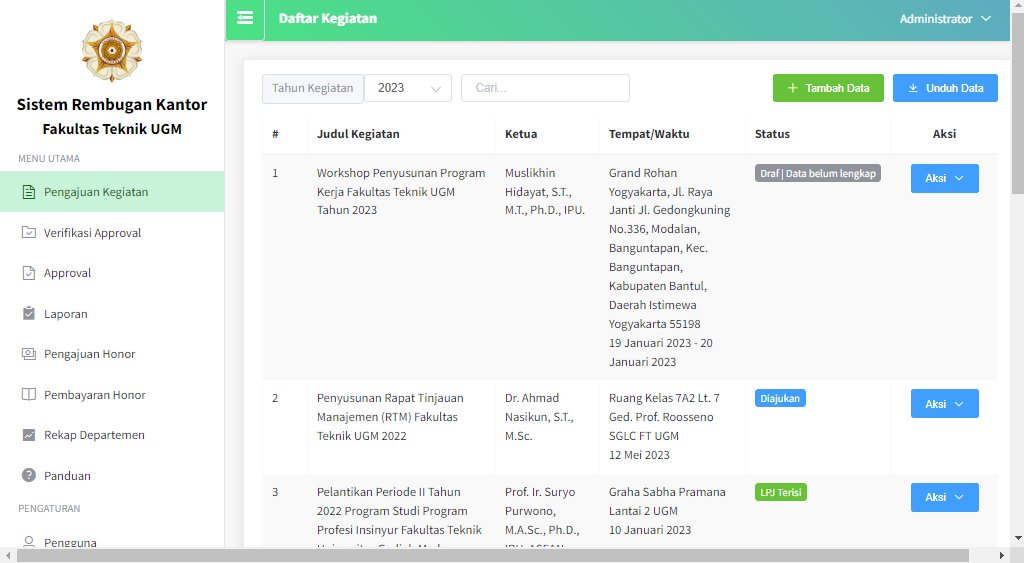 Sistem Rembugan Kantor
Fakultas Teknik UGM
MENU UTAMA
Pengajuan Kegiatan
Verifikasi Approval
Approval
Laporan
Pengajuan Honor
Pembayaran Honor
Rekap Departemen
Panduan
PENGATURAN
Pengguna
Daftar Kegiatan
Administrator
Tahun Kegiatan
2023
Cari...
Tambah Data
Unduh Data
#
Judul Kegiatan
Ketua
Tempat/Waktu
Status
Aksi
1
Workshop Penyusunan Program
Kerja Fakultas Teknik UGM
Tahun 2023
Muslikhin
Hidayat, S.T.,
M.T., Ph.D., IPU.
Grand Rohan
Yogyakarta, Jl. Raya
Janti Jl. Gedongkuning
No.336, Modalan,
Banguntapan, Kec.
Banguntapan,
Kabupaten Bantul,
Daerah Istimewa
Yogyakarta 55198
19 Januari 2023 - 20
Januari 2023
Draf | Data belum lengkap
Aksi
2
Penyusunan Rapat Tinjauan
Manajemen (RTM) Fakultas
Teknik UGM 2022
Dr. Ahmad
Nasikun, S.T.,
M.Sc.
Ruang Kelas 7A2 Lt. 7
Ged. Prof. Roosseno
SGLC FT UGM
12 Mei 2023
Diajukan
Aksi
3
Pelantikan Periode II Tahun
2022 Program Studi Program
Profesi Insinyur Fakultas Teknik
Prof. Ir. Suryo
Purwono,
M.A.Sc., Ph.D.,
Graha Sabha Pramana
Lantai 2 UGM
10 Januari 2023
LPJ Terisi
Aksi